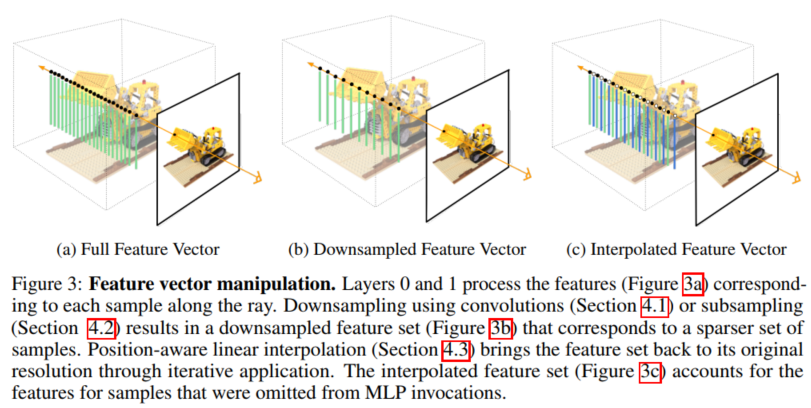 (a) Full Feature Vector
(b) Downsampled Feature Vector
(c) Interpolated Feature Vector
Figure 3: Feature vector manipulation. Layers 0 and 1 process the features (Figure 3a) correspond-
ing to each sample along the ray. Downsampling using convolutions (Section 4.1) or subsampling
(Section 4.2) results in a downsampled feature set (Figure 3b) that corresponds to a sparser set of
samples. Position-aware linear interpolation (Section 4.3) brings the feature set back to its original
resolution through iterative application. The interpolated feature set (Figure 3c) accounts for the
features for samples that were omitted from MLP invocations.